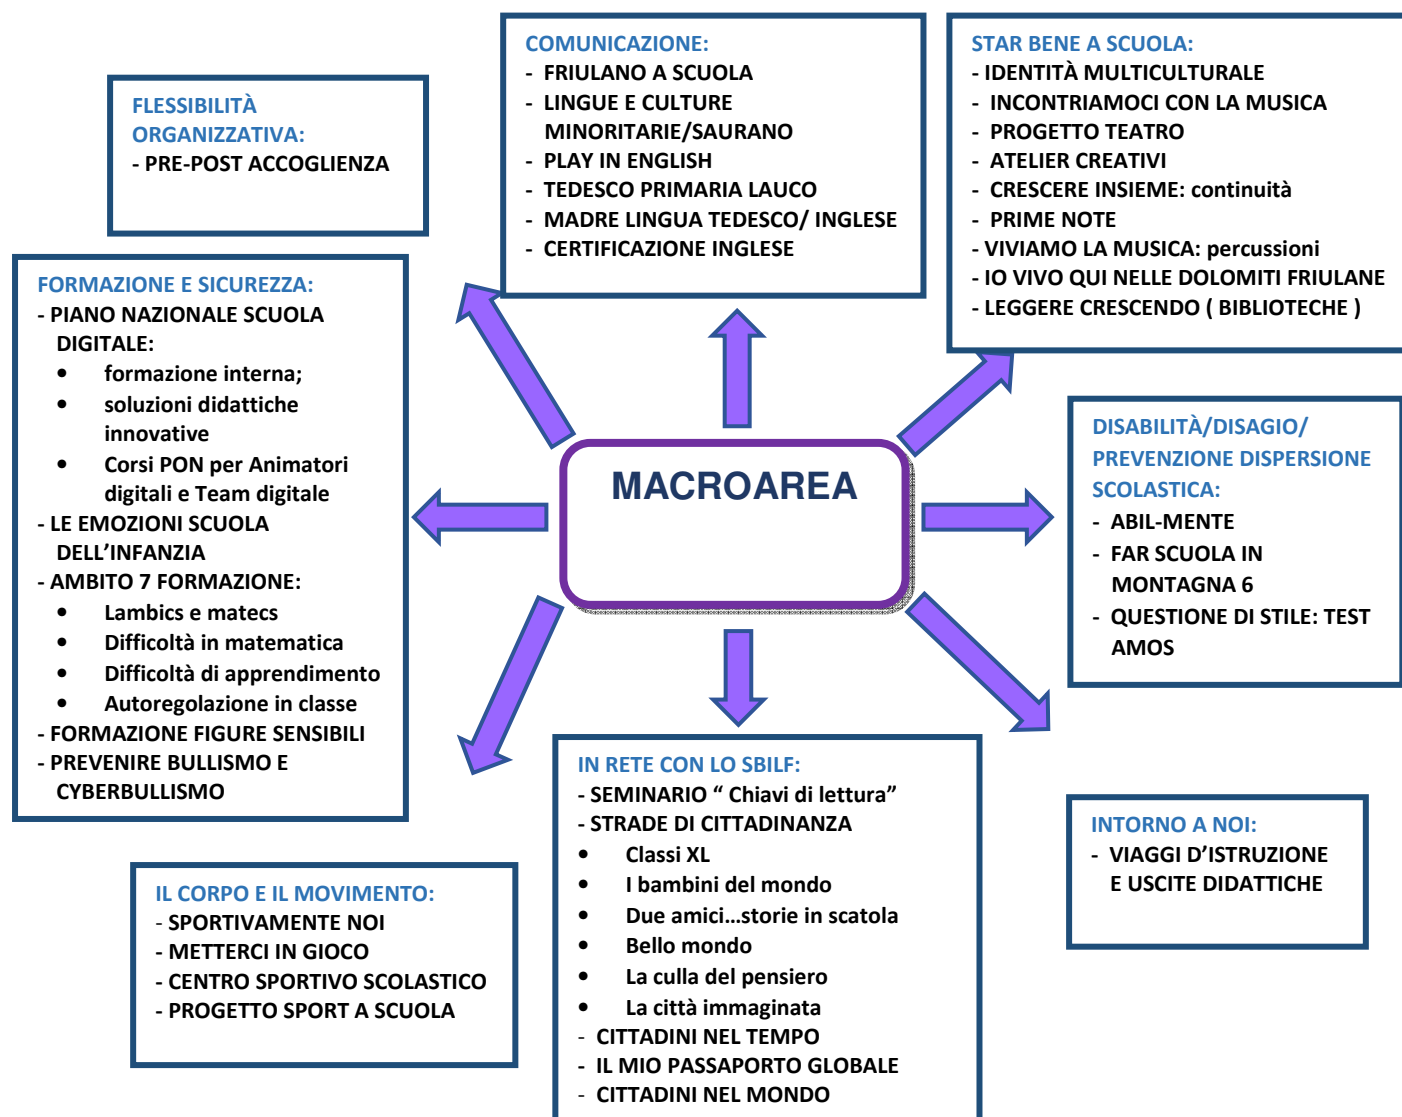 FLESSIBILITÀ
ORGANIZZATIVA:
- PRE-POST ACCOGLIENZA
COMUNICAZIONE:
- FRIULANO A SCUOLA
- LINGUE E CULTURE
MINORITARIE/SAURANO
- PLAY IN ENGLISH
- TEDESCO PRIMARIA LAUCO
- MADRE LINGUA TEDESCO/ INGLESE
- CERTIFICAZIONE INGLESE
STAR BENE A SCUOLA:
- IDENTITÀ MULTICULTURALE
- INCONTRIAMOCI CON LA MUSICA
- PROGETTO TEATRO
- ATELIER CREATIVI
- CRESCERE INSIEME: continuità
- PRIME NOTE
- VIVIAMO LA MUSICA: percussioni
- IO VIVO QUI NELLE DOLOMITI FRIULANE
- LEGGERE CRESCENDO ( BIBLIOTECHE )
FORMAZIONE E SICUREZZA:
- PIANO NAZIONALE SCUOLA
DIGITALE:
• formazione interna;
• soluzioni didattiche
innovative
• Corsi PON per Animatori
digitali e Team digitale
- LE EMOZIONI SCUOLA
DELL’INFANZIA
- AMBITO 7 FORMAZIONE:
• Lambics e matecs
• Difficoltà in matematica
• Difficoltà di apprendimento
• Autoregolazione in classe
- FORMAZIONE FIGURE SENSIBILI
- PREVENIRE BULLISMO E
CYBERBULLISMO
MACROAREA
DISABILITÀ/DISAGIO/
PREVENZIONE DISPERSIONE
SCOLASTICA:
- ABIL-MENTE
- FAR SCUOLA IN
MONTAGNA 6
- QUESTIONE DI STILE: TEST
AMOS
IL CORPO E IL MOVIMENTO:
- SPORTIVAMENTE NOI
- METTERCI IN GIOCO
- CENTRO SPORTIVO SCOLASTICO
- PROGETTO SPORT A SCUOLA
IN RETE CON LO SBILF:
- SEMINARIO “ Chiavi di lettura”
- STRADE DI CITTADINANZA
• Classi XL
• I bambini del mondo
• Due amici…storie in scatola
• Bello mondo
• La culla del pensiero
• La città immaginata
- CITTADINI NEL TEMPO
- IL MIO PASSAPORTO GLOBALE
- CITTADINI NEL MONDO
INTORNO A NOI:
- VIAGGI D’ISTRUZIONE
E USCITE DIDATTICHE